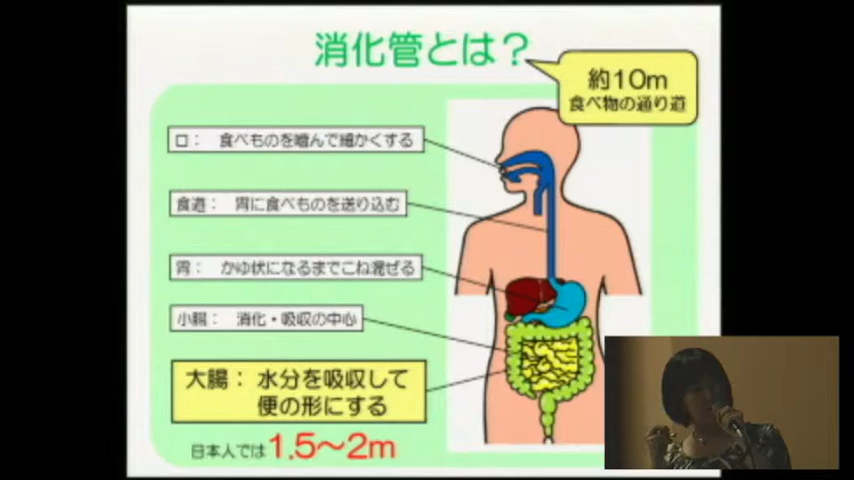 消化管とは？
約10m
食べ物の通り道
口： 食べものを噛んで細かくする
食道： 胃に食べものを送り込む
胃： かゆ状になるまでこね混ぜる
小腸： 消化・吸収の中心
大腸： 水分を吸収して
便の形にする
日本人では 1.5～2m